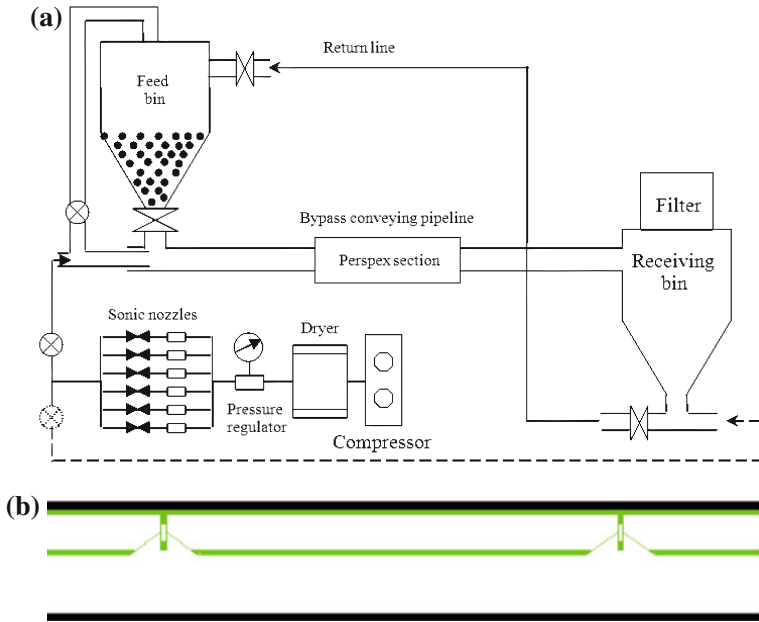 (a)
Return line
Feed
bin
Bypass conveying pipeline
Filter
Perspex section
Receiving
bin
Sonic nozzles
Dryer
Pressure
regulator
Compressor
(b)